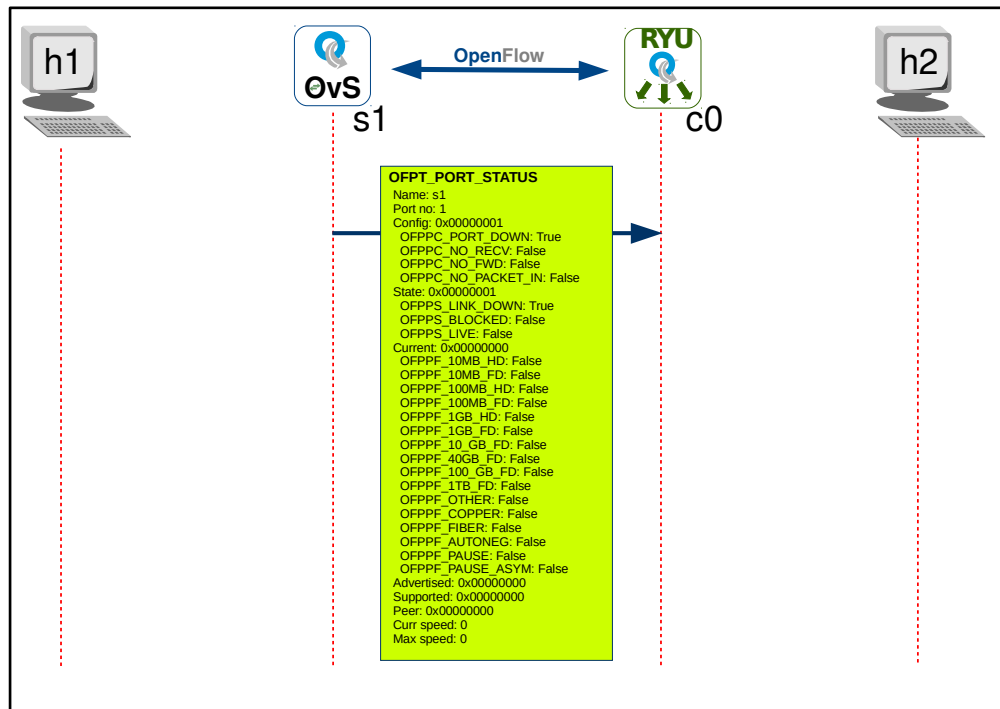 h1
OvS
s1
OpenFlow
RYU
c0
h2
OFPT_PORT_STATUS
Name: s1
Port no: 1
Config: 0x00000001
OFPPC_PORT_DOWN: True
OFPPC_NO_RECV: False
OFPPC_NO_FWD: False
OFPPC_NO_PACKET_IN: False
State: 0x00000001
OFPPS_LINK_DOWN: True
OFPPS_BLOCKED: False
OFPPS_LIVE: False
Current: 0x00000000
OFPPF_10MB_HD: False
OFPPF_10MB_FD: False
OFPPF_100MB_HD: False
OFPPF_100MB_FD: False
OFPPF_1GB_HD: False
OFPPF_1GB_FD: False
OFPPF_10_GB_FD: False
OFPPF_40GB_FD: False
OFPPF_100_GB_FD: False
OFPPF_1TB_FD: False
OFPPF_OTHER: False
OFPPF_COPPER: False
OFPPF_FIBER: False
OFPPF_AUTONEG: False
OFPPF_PAUSE: False
OFPPF_PAUSE_ASYM: False
Advertised: 0x00000000
Supported: 0x00000000
Peer: 0x00000000
Curr speed: 0
Max speed: 0